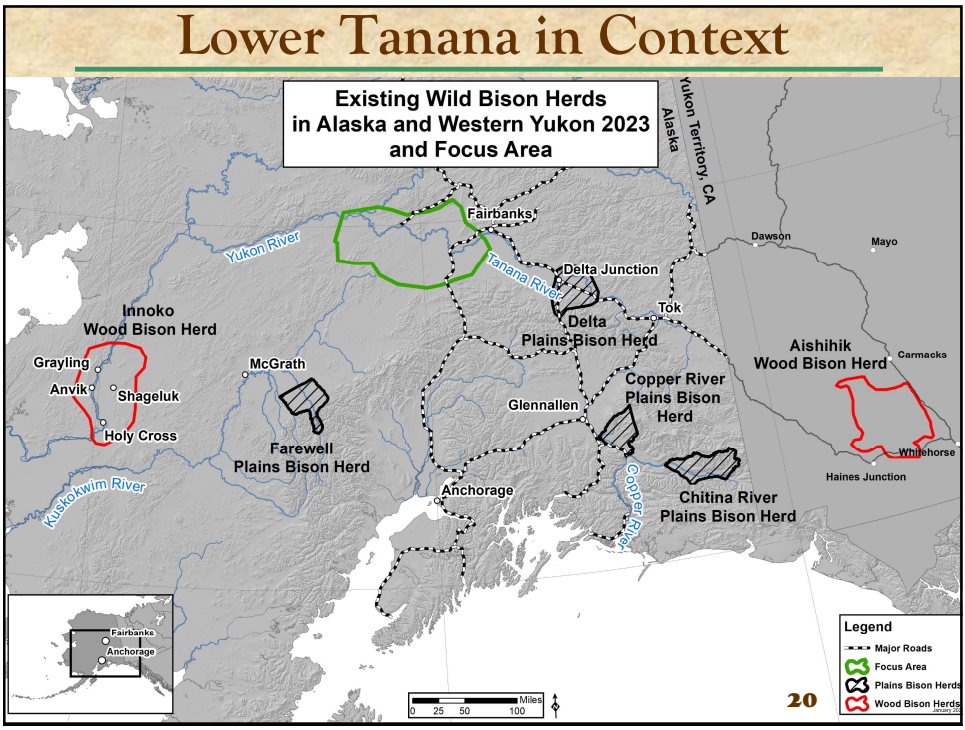 Lower Tanana in Context
Existing Wild Bison Herds
in Alaska and Western Yukon 2023
and Focus Area
Yukon Territory, CA
Alaska
Fairbanks
Dawson
Mayo
Yukon River
Tanana River
Delta Junction
Tok
Delta
Plains Bison Herd
Innoko
Wood Bison Herd
Grayling
Anvik
Shageluk
Holy Cross
McGrath
Aishihik
Wood Bison Herd
Carmacks
Copper River
Plains Bison
Herd
Glennallen
Farewell
Plains Bison Herd
Whitehorse
Haines Junction
Kuskokwim River
Anchorage
Copper River
Chitina River
Plains Bison Herd
Fairbanks
Anchorage
Legend
Major Roads
Focus Area
Plains Bison Herds
Wood Bison Herds
January
Miles
0 25 50 100
N
20